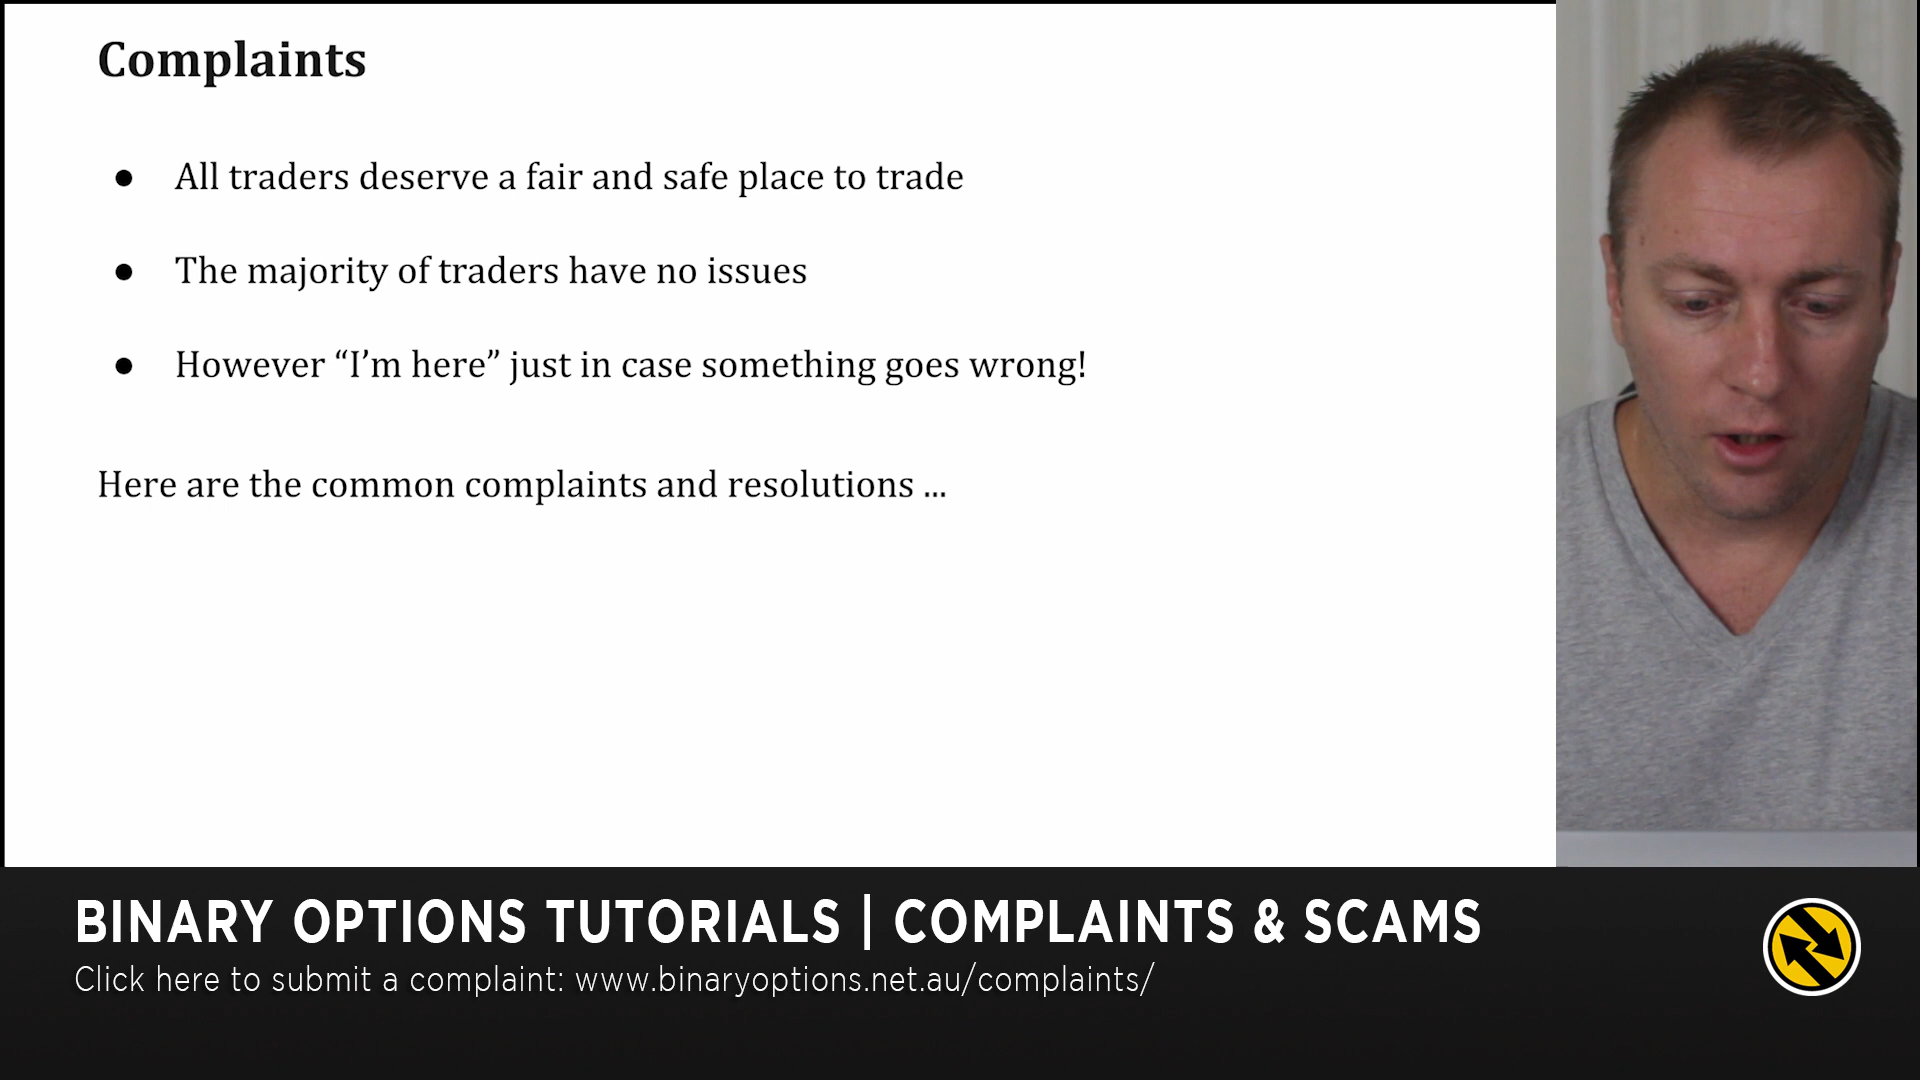 Complaints
● All traders deserve a fair and safe place to trade
● The majority of traders have no issues
● However “I’m here” just in case something goes wrong!
Here are the common complaints and resolutions ...
BINARY OPTIONS TUTORIALS | COMPLAINTS & SCAMS
Click here to submit a complaint: www.binaryoptions.net.au/complaints/